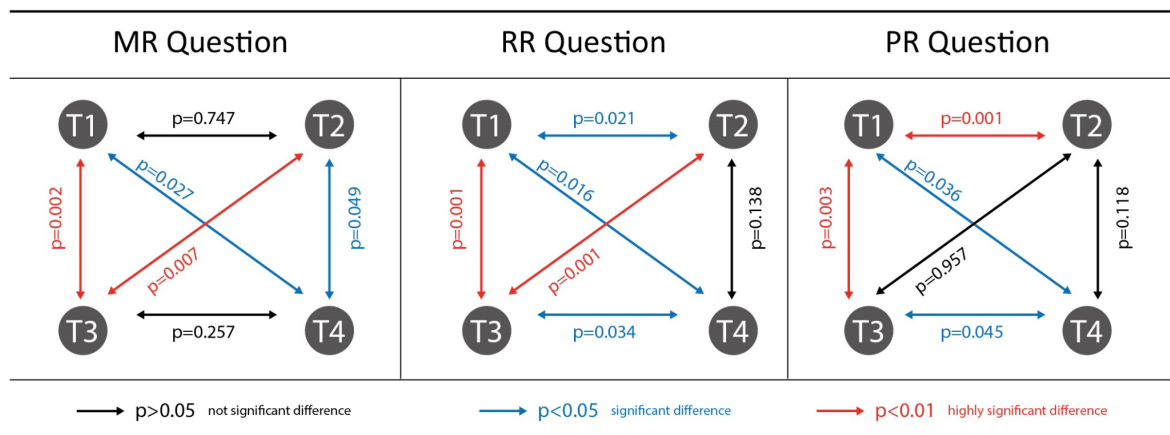 MR Question
RR Question
PR Question
T1 p=0.747 T2
p=0.002
p=0.027
p=0.049
p=0.007
T3 p=0.257 T4
T1 p=0.021 T2
p=0.001
p=0.016
p=0.138
p=0.001
T3 p=0.034 T4
T1 p=0.001 T2
p=0.003
p=0.036
p=0.118
p=0.957
T3 p=0.045 T4
p>0.05 not significant difference
p<0.05 significant difference
p<0.01 highly significant difference